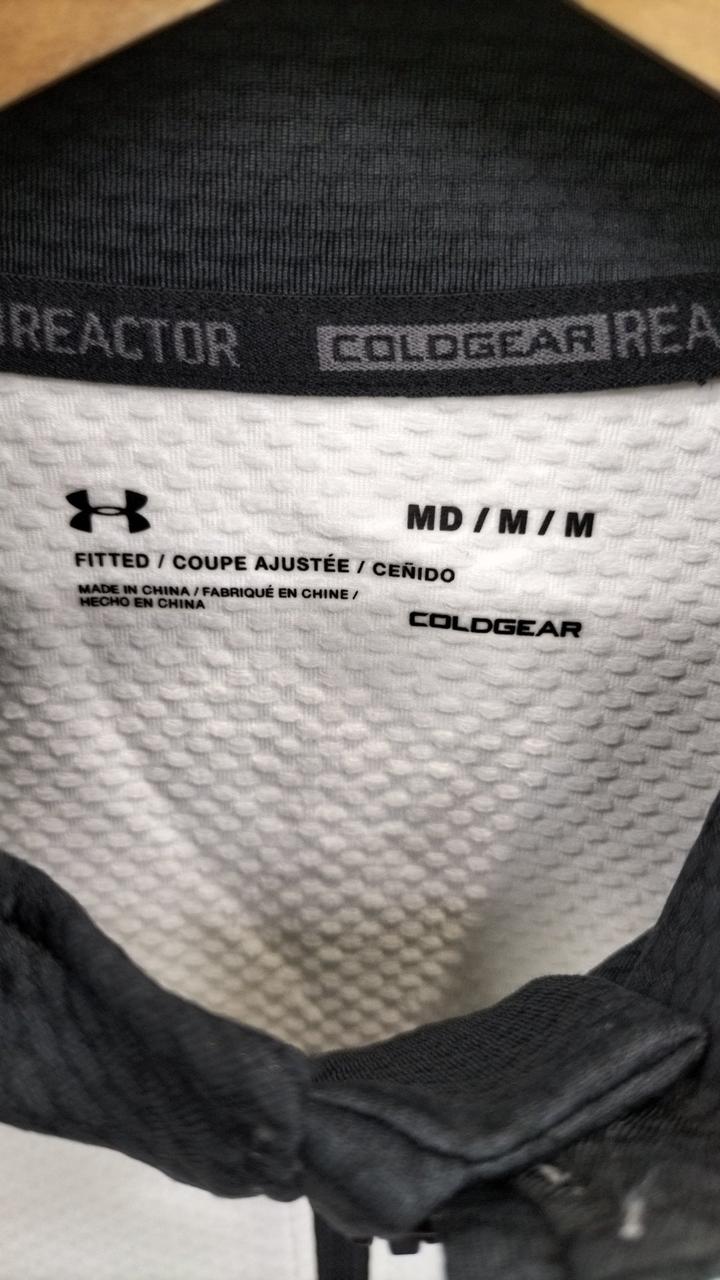 REACTOR COLDGEAR REA
MD / M / M
FITTED / COUPE AJUSTÉE / CEÑIDO
MADE IN CHINA / FABRIQUÉ EN CHINE /
HECHO EN CHINA
COLDGEAR